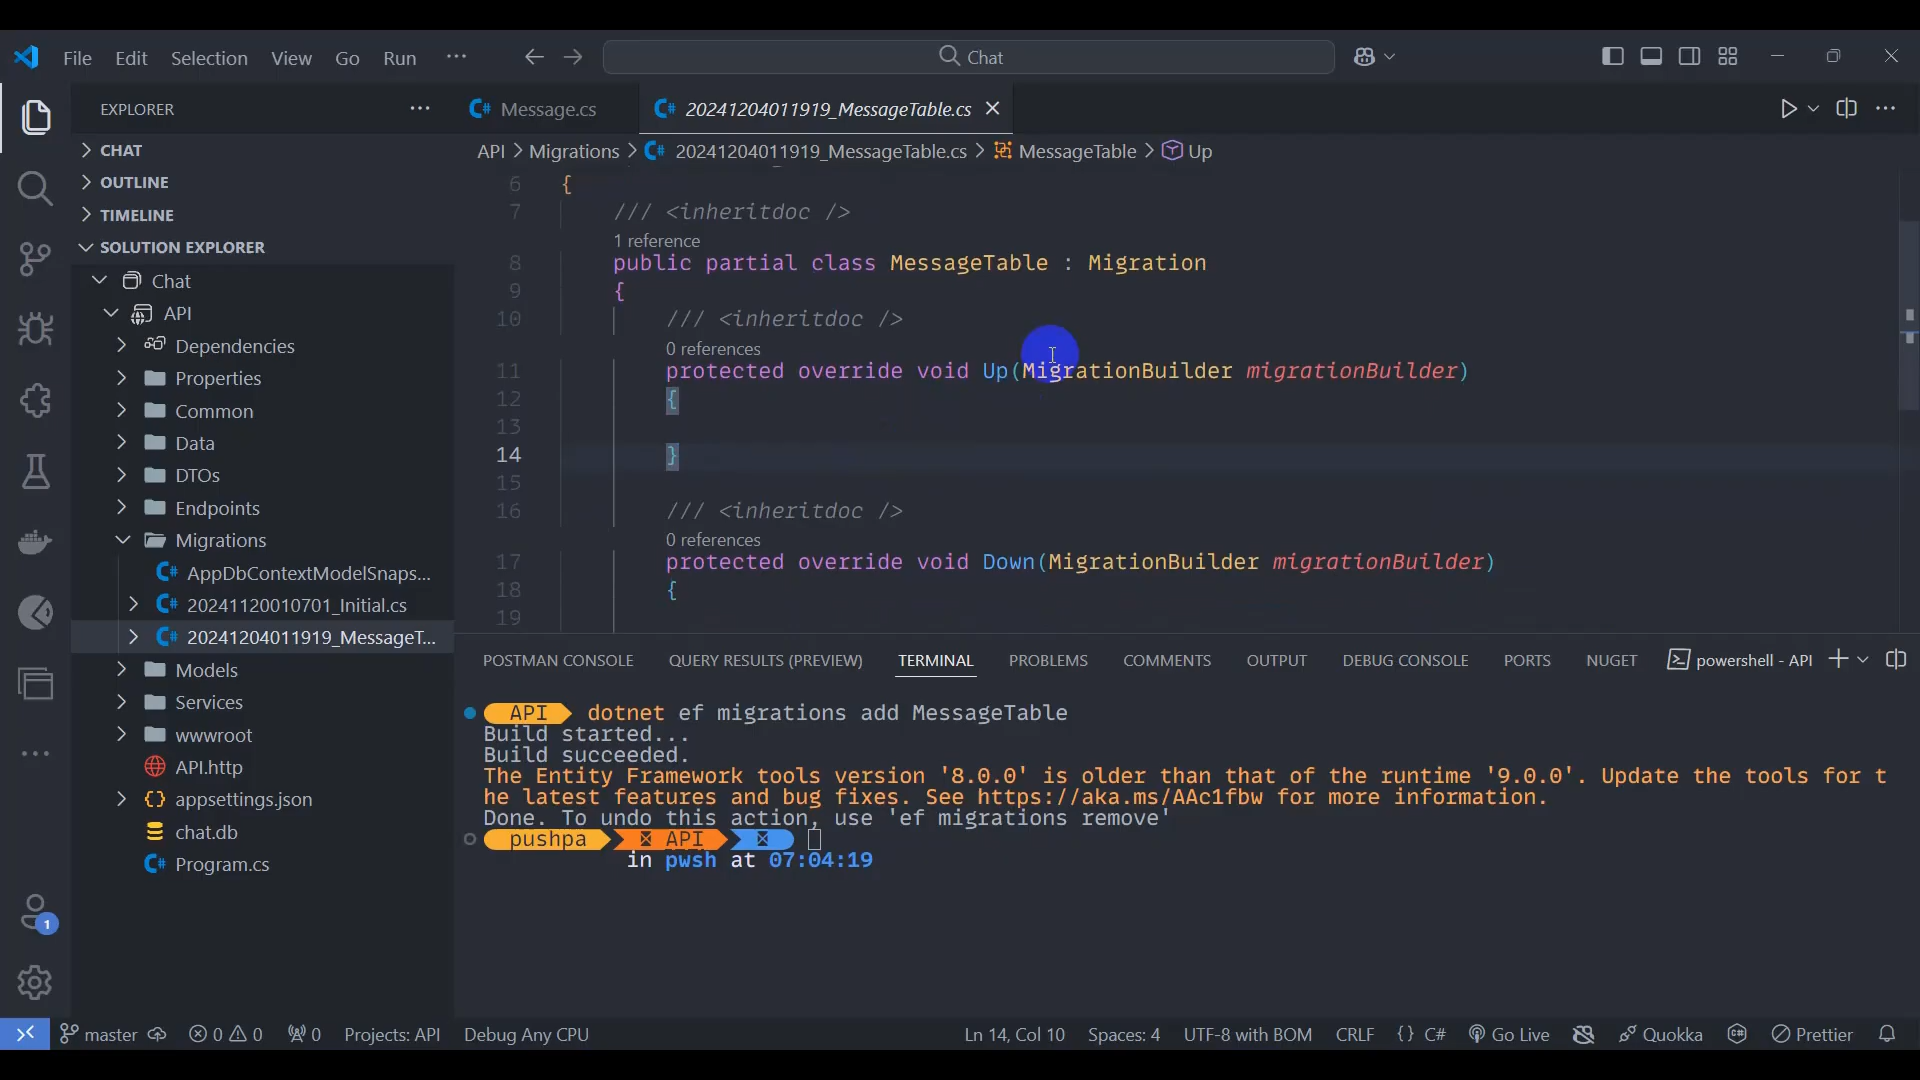 File Edit Selection View Go Run ···
Chat
EXPLORER ···
Message.cs
20241204011919_MessageTable.cs
API > Migrations > 20241204011919_MessageTable.cs > MessageTable > Up
CHAT
OUTLINE
TIMELINE
SOLUTION EXPLORER
Chat
API
Dependencies
Properties
Common
Data
DTOs
Endpoints
Migrations
AppDbContextModelSnaps...
20241120010701_Initial.cs
20241204011919_MessageT...
Models
Services
wwwroot
API.http
appsettings.json
chat.db
Program.cs
6 {
7 /// <inheritdoc />
1 reference
8 public partial class MessageTable : Migration
9 {
10 /// <inheritdoc />
0 references
11 protected override void Up(MigrationBuilder migrationBuilder)
12 {
13
14 }
15
16 /// <inheritdoc />
0 references
17 protected override void Down(MigrationBuilder migrationBuilder)
18 {
19
POSTMAN CONSOLE QUERY RESULTS (PREVIEW) TERMINAL PROBLEMS COMMENTS OUTPUT DEBUG CONSOLE PORTS NUGET powershell - API
API dotnet ef migrations add MessageTable
Build started...
Build succeeded.
The Entity Framework tools version '8.0.0' is older than that of the runtime '9.0.0'. Update the tools for t
he latest features and bug fixes. See https://aka.ms/AAc1fbw for more information.
Done. To undo this action, use 'ef migrations remove'
pushpa API
in pwsh at 07:04:19
1
master 0 0 0 Projects: API Debug Any CPU Ln 14, Col 10 Spaces: 4 UTF-8 with BOM CRLF {} C# Go Live Quokka Prettier